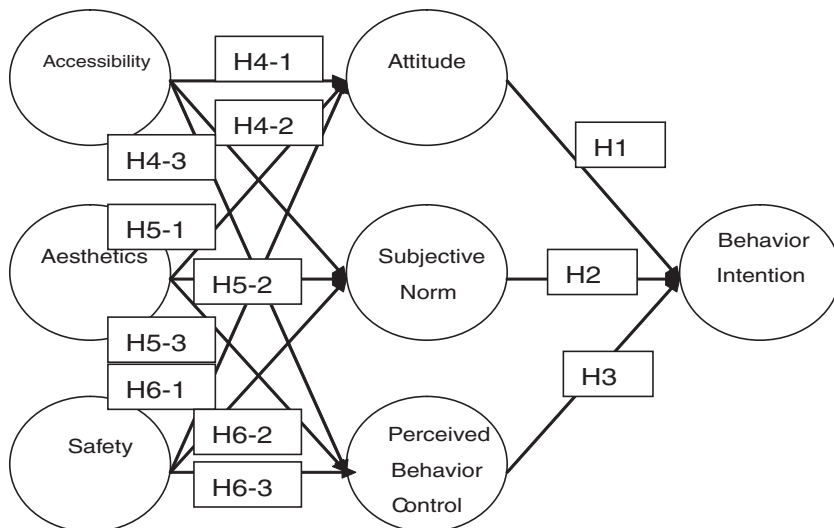 Accessibility
H4-1
Attitude
H4-2
H4-3
H1
H5-1
Aesthetics
H5-2
Subjective
Norm
H2
Behavior
Intention
H5-3
H6-1
H3
Safety
H6-2
H6-3
Perceived
Behavior
Control